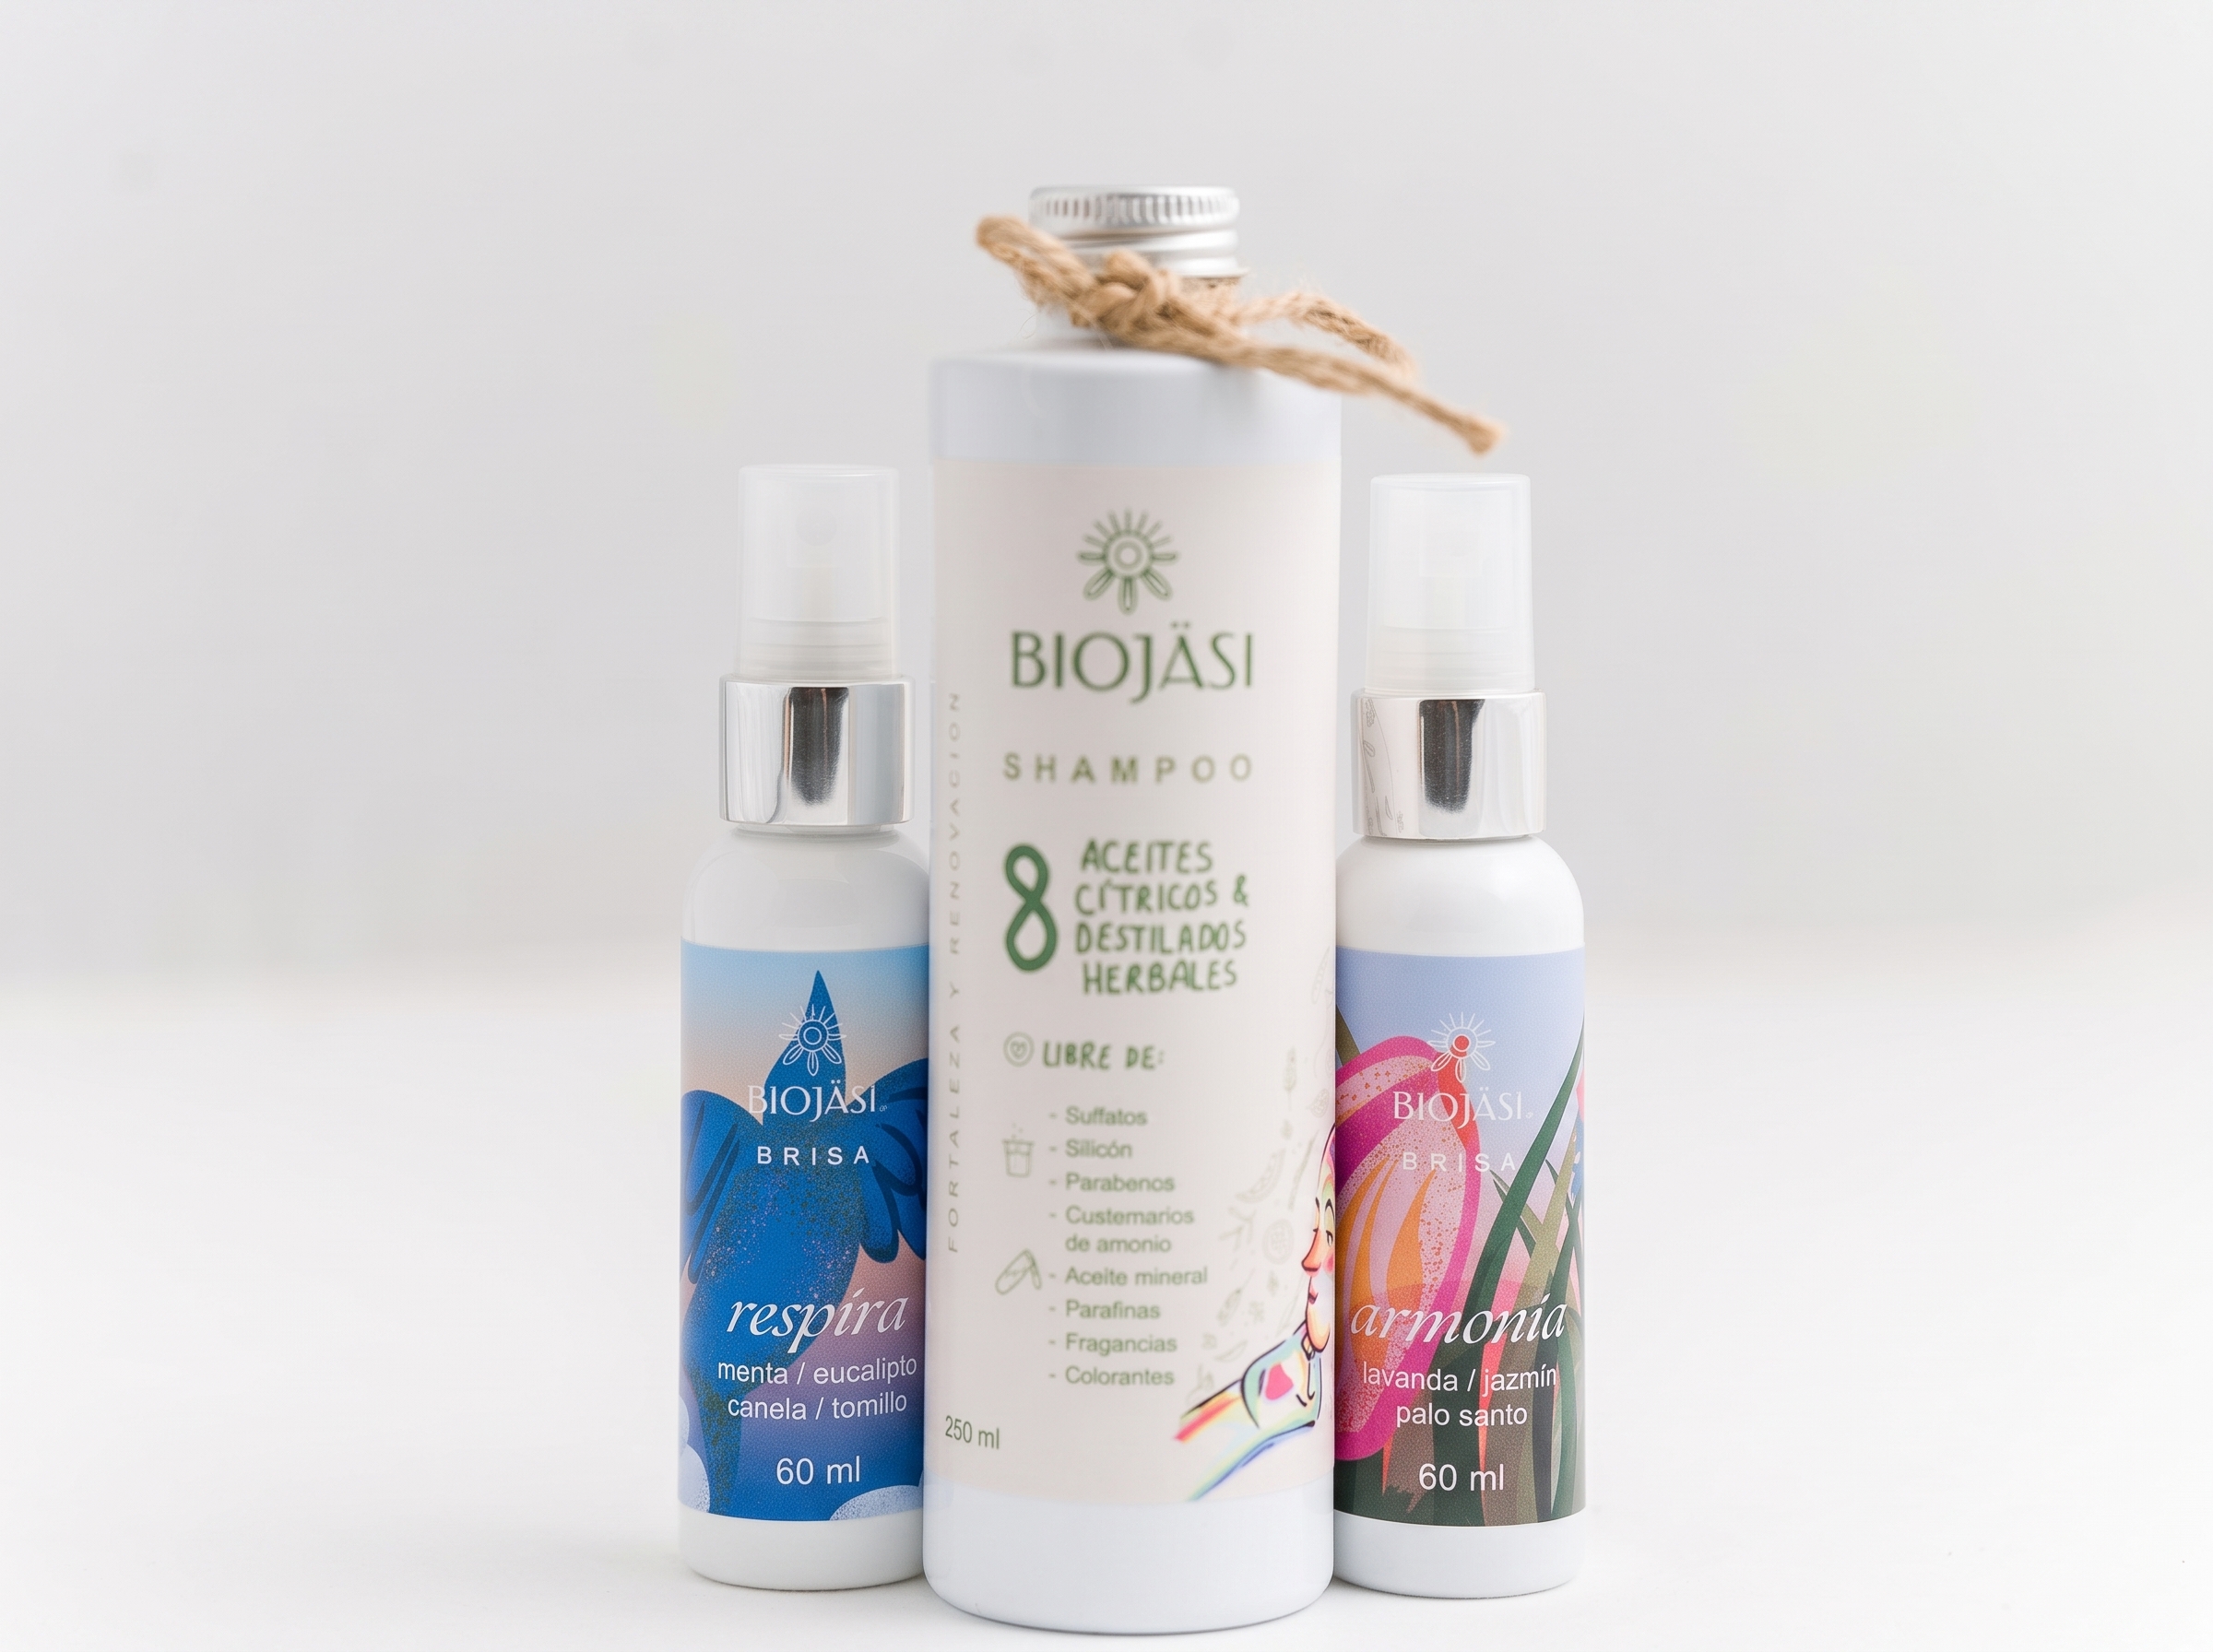 BIOJÄSI
BRISA
respira
menta / eucalipto
canela / tomillo
60 ml
BIOJÄSI
SHAMPOO
8 ACEITES
CÍTRICOS &
DESTILADOS
HERBALES
LIBRE DE:
- Sulfatos
- Silicón
- Parabenos
- Custemarios
de amonio
- Aceite mineral
- Parafinas
- Fragancias
- Colorantes
250 ml
FORTALEZA Y RENOVACION
BIOJÄSI
BRISA
armonía
lavanda / jazmín
palo santo
60 ml